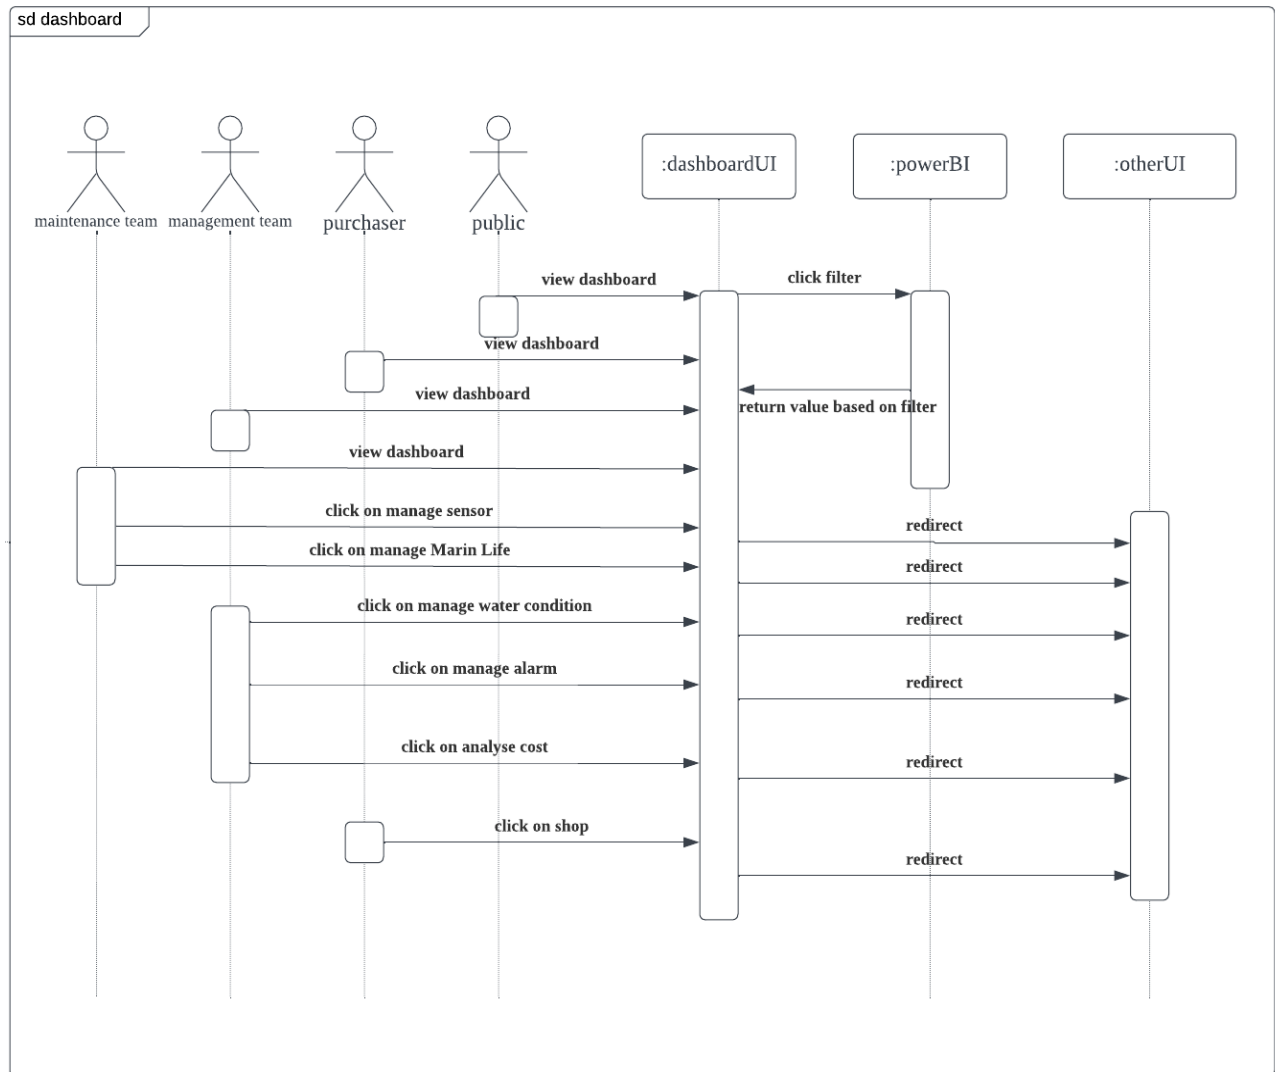 sd dashboard
:dashboardUI
:powerBI
:otherUI
maintenance team
management team
purchaser
public
view dashboard
click filter
view dashboard
view dashboard
return value based on filter
view dashboard
click on manage sensor
redirect
click on manage Marin Life
redirect
click on manage water condition
redirect
click on manage alarm
redirect
click on analyse cost
redirect
click on shop
redirect